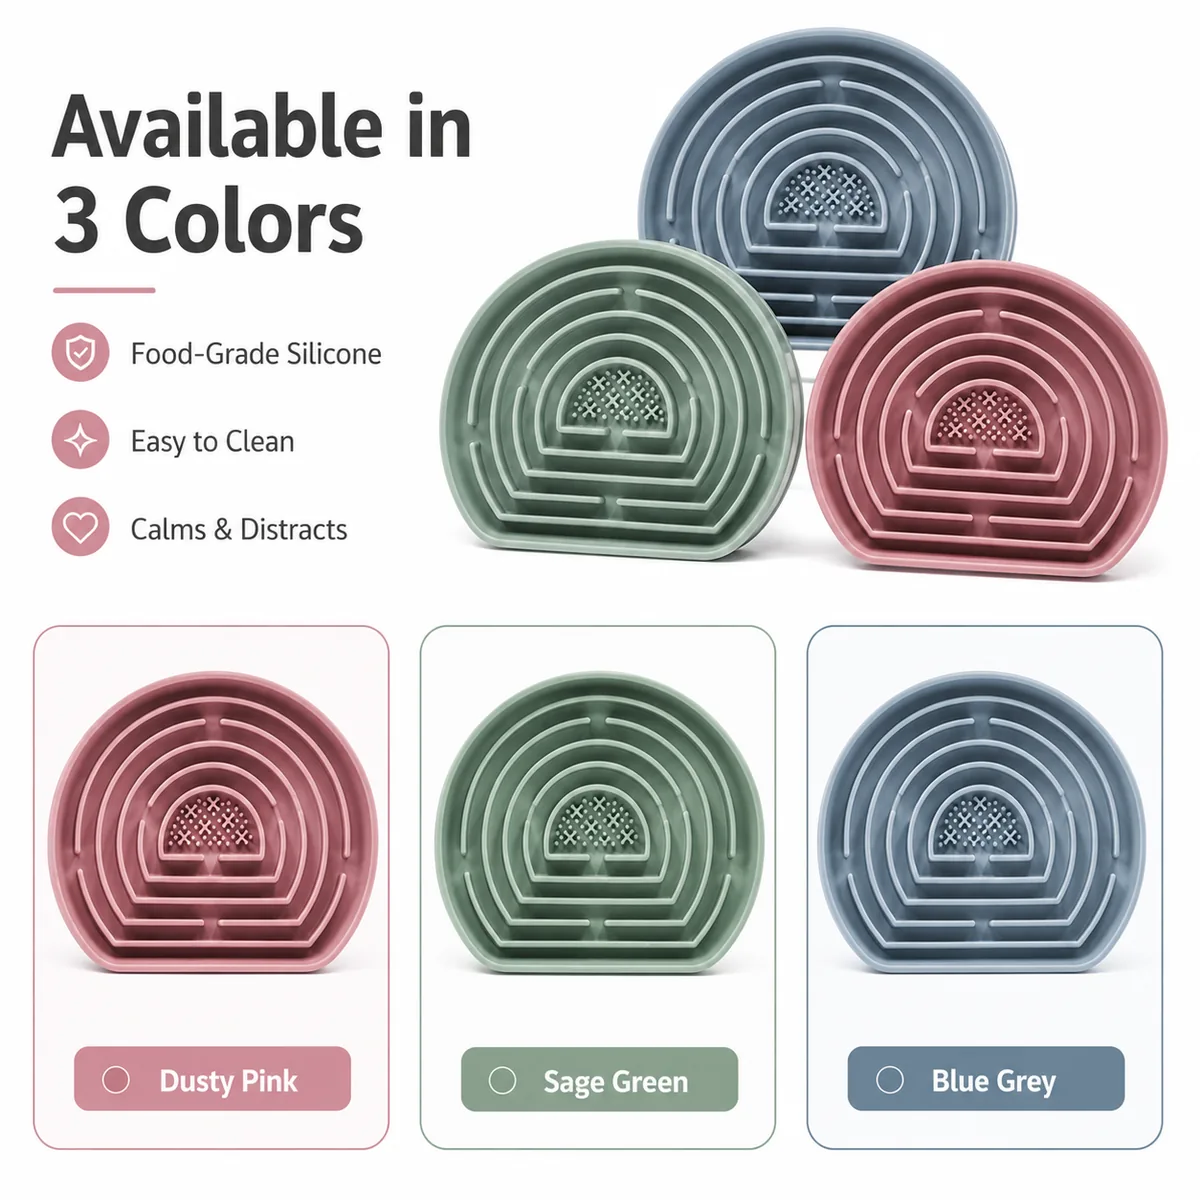 Available in
3 Colors
Food-Grade Silicone
Easy to Clean
Calms & Distracts
Dusty Pink
Sage Green
Blue Grey